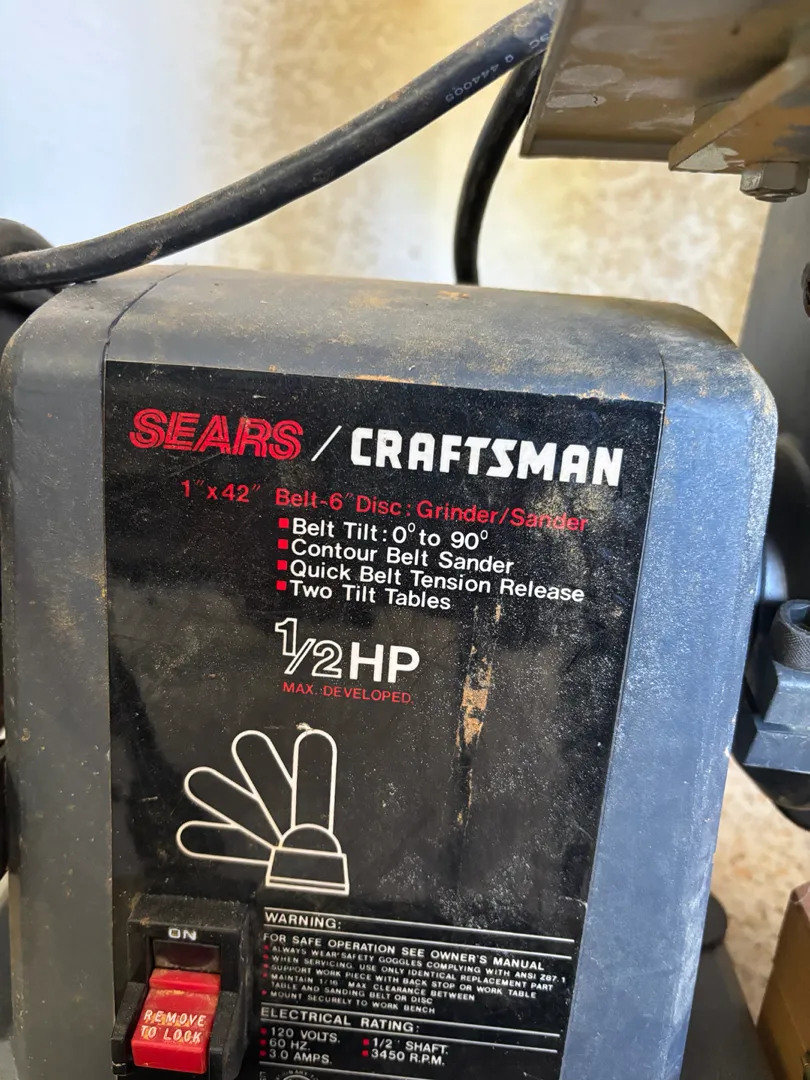 Q 444005
SEARS / CRAFTSMAN
1"x42" Belt-6"Disc: Grinder/Sander
▪Belt Tilt: 0° to 90°
▪Contour Belt Sander
▪Quick Belt Tension Release
▪Two Tilt Tables
1/2 HP
MAX. DEVELOPED
ON
REMOVE
TO LOCK
WARNING:
FOR SAFE OPERATION SEE OWNER'S MANUAL
▪ ALWAYS WEAR SAFETY GOGGLES COMPLYING WITH ANSI Z87.1
▪ WHEN SERVICING, USE ONLY IDENTICAL REPLACEMENT PART
▪ SUPPORT WORK PIECE WITH BACK STOP OR WORK TABLE
▪ MAINTAIN 1/16 MAX CLEARANCE BETWEEN
TABLE AND SANDING BELT OR DISC
▪ MOUNT SECURELY TO WORK BENCH
ELECTRICAL RATING:
▪120 VOLTS. ▪1/2" SHAFT.
▪60 HZ. ▪3450 R.P.M.
▪3.0 AMPS.